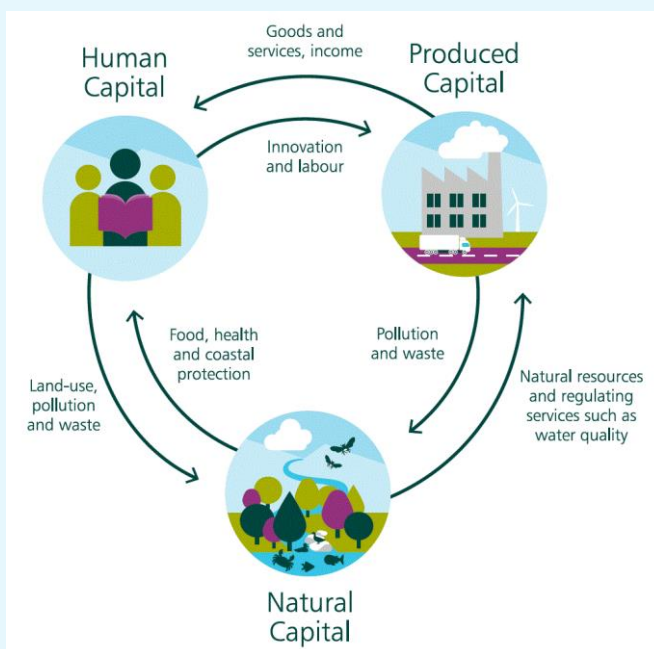 Human
Capital
Goods and
services, income
Produced
Capital
Innovation
and labour
Land-use,
pollution
and waste
Food, health
and coastal
protection
Pollution
and waste
Natural resources
and regulating
services such as
water quality
Natural
Capital